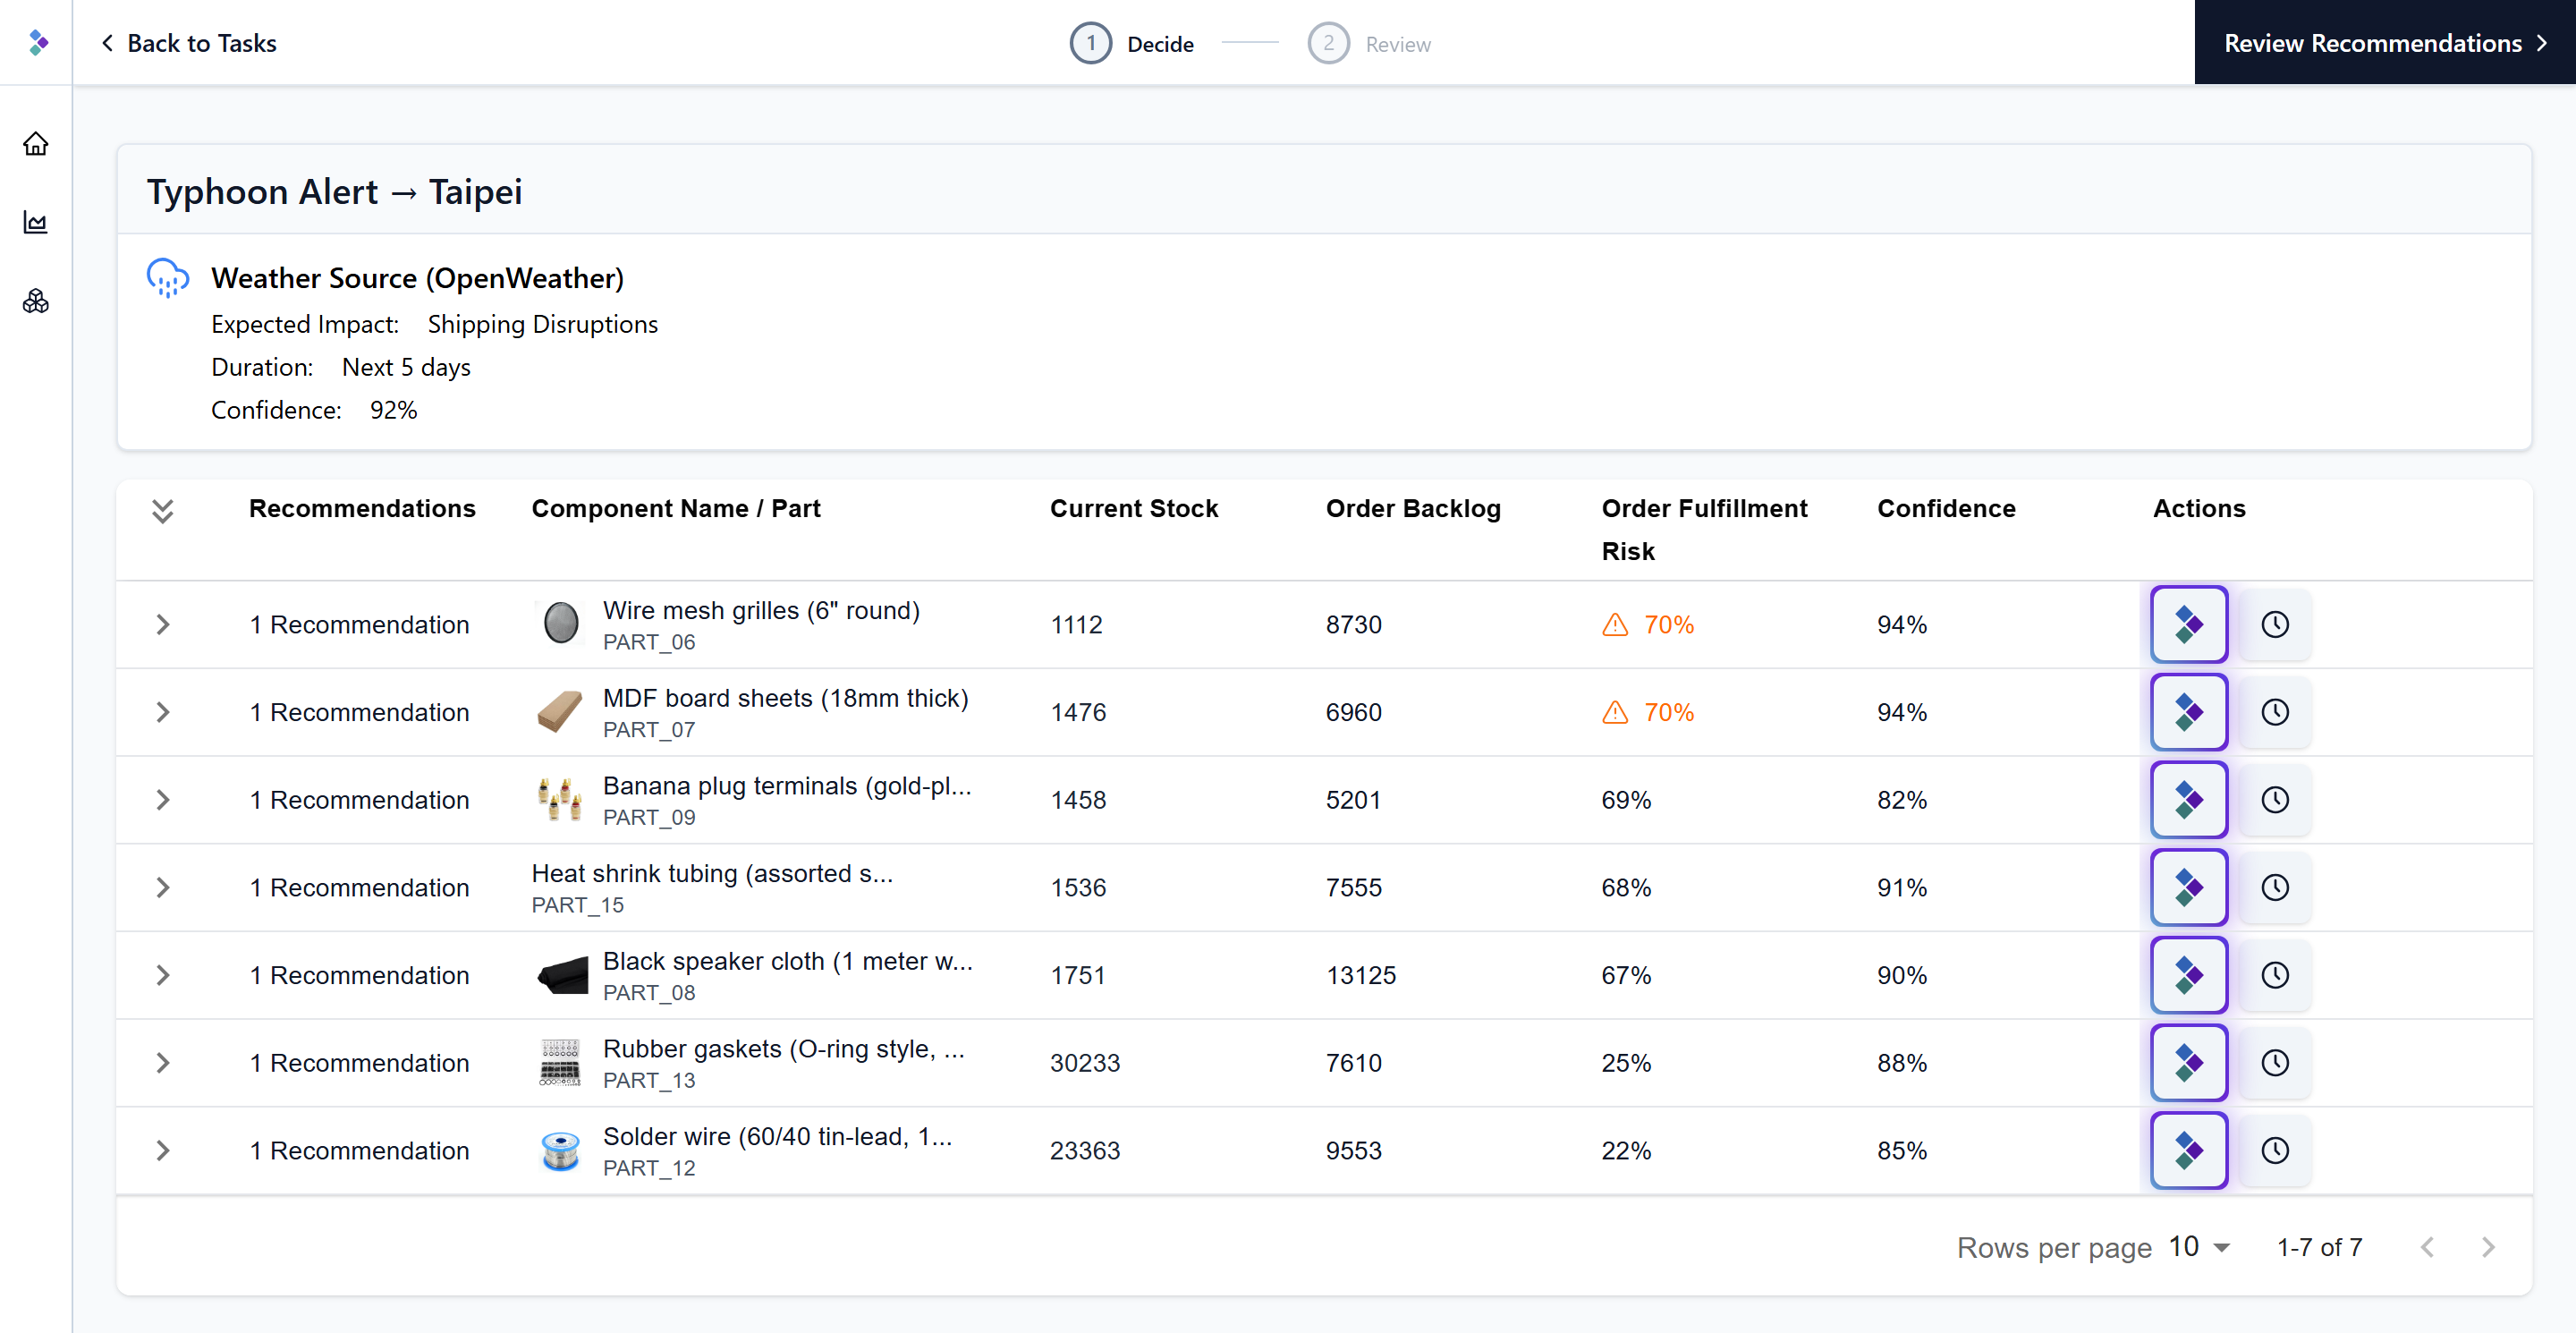 Back to Tasks
1 Decide
2 Review
Review Recommendations
Typhoon Alert → Taipei
Weather Source (OpenWeather)
Expected Impact: Shipping Disruptions
Duration: Next 5 days
Confidence: 92%
Recommendations Component Name / Part Current Stock Order Backlog Order Fulfillment Risk Confidence Actions
1 Recommendation Wire mesh grilles (6" round) 1112 8730 70% 94%
PART_06
1 Recommendation MDF board sheets (18mm thick) 1476 6960 70% 94%
PART_07
1 Recommendation Banana plug terminals (gold-pl... 1458 5201 69% 82%
PART_09
1 Recommendation Heat shrink tubing (assorted s... 1536 7555 68% 91%
PART_15
1 Recommendation Black speaker cloth (1 meter w... 1751 13125 67% 90%
PART_08
1 Recommendation Rubber gaskets (O-ring style, ... 30233 7610 25% 88%
PART_13
1 Recommendation Solder wire (60/40 tin-lead, 1... 23363 9553 22% 85%
PART_12
Rows per page 10 1-7 of 7